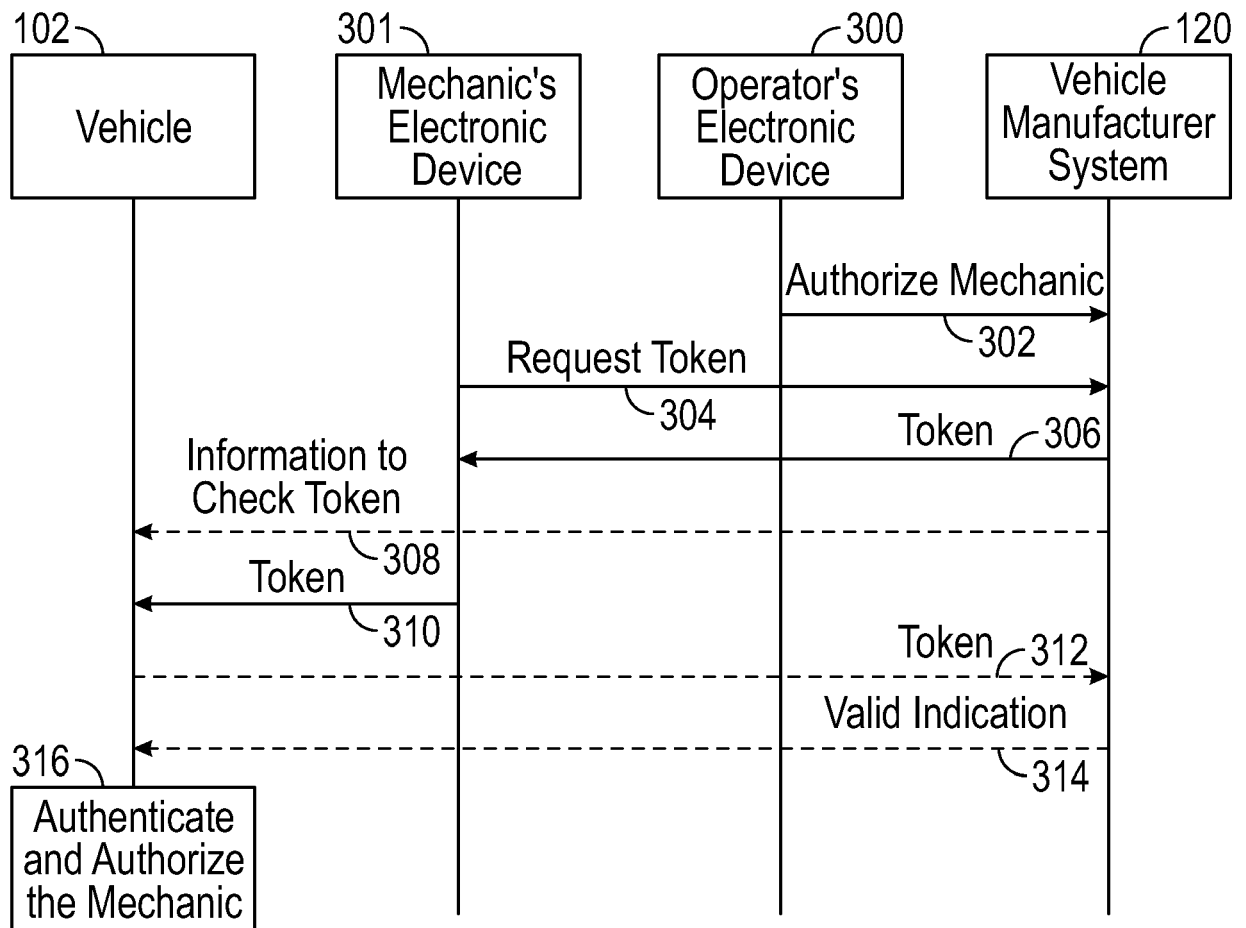 102
301
300
120
Vehicle
Mechanic's
Electronic
Device
Operator's
Electronic
Device
Vehicle
Manufacturer
System
Authorize Mechanic
302
Request Token
304
Token
306
Information to
Check Token
308
Token
310
Token
312
Valid Indication
314
316
Authenticate
and Authorize
the Mechanic